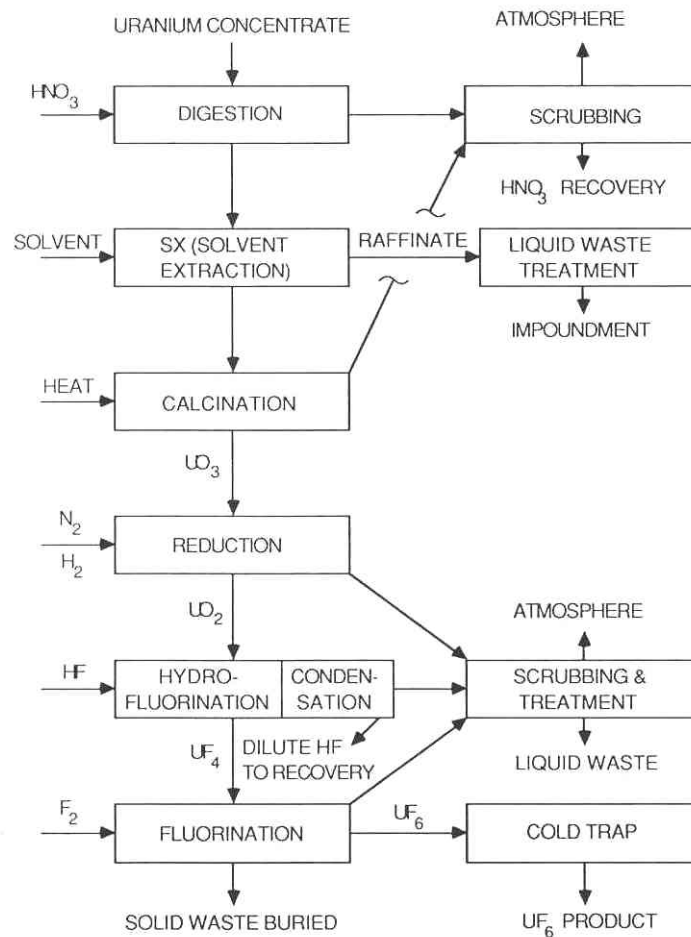 URANIUM CONCENTRATE
ATMOSPHERE
HNO3
DIGESTION
SCRUBBING
HNO3 RECOVERY
SOLVENT
SX (SOLVENT
EXTRACTION)
RAFFINATE
LIQUID WASTE
TREATMENT
IMPOUNDMENT
HEAT
CALCINATION
UO3
N2
H2
REDUCTION
UO2
ATMOSPHERE
HF
HYDRO-
FLUORINATION
CONDEN-
SATION
SCRUBBING &
TREATMENT
UF4
DILUTE HF
TO RECOVERY
LIQUID WASTE
F2
FLUORINATION
UF6
COLD TRAP
SOLID WASTE BURIED
UF6 PRODUCT